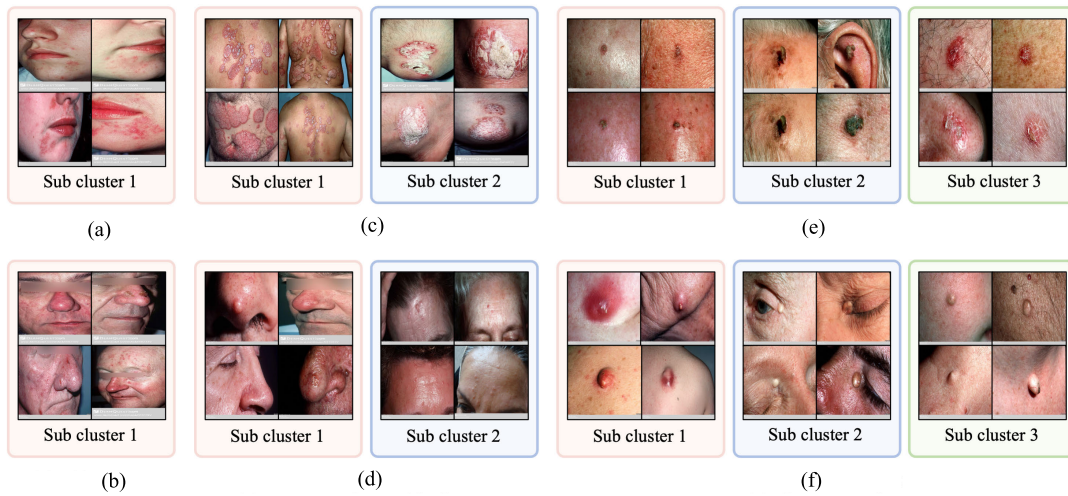 Sub cluster 1
Sub cluster 1
Sub cluster 2
Sub cluster 1
Sub cluster 2
Sub cluster 3
(a)
(c)
(e)
Sub cluster 1
Sub cluster 1
Sub cluster 2
Sub cluster 1
Sub cluster 2
Sub cluster 3
(b)
(d)
(f)